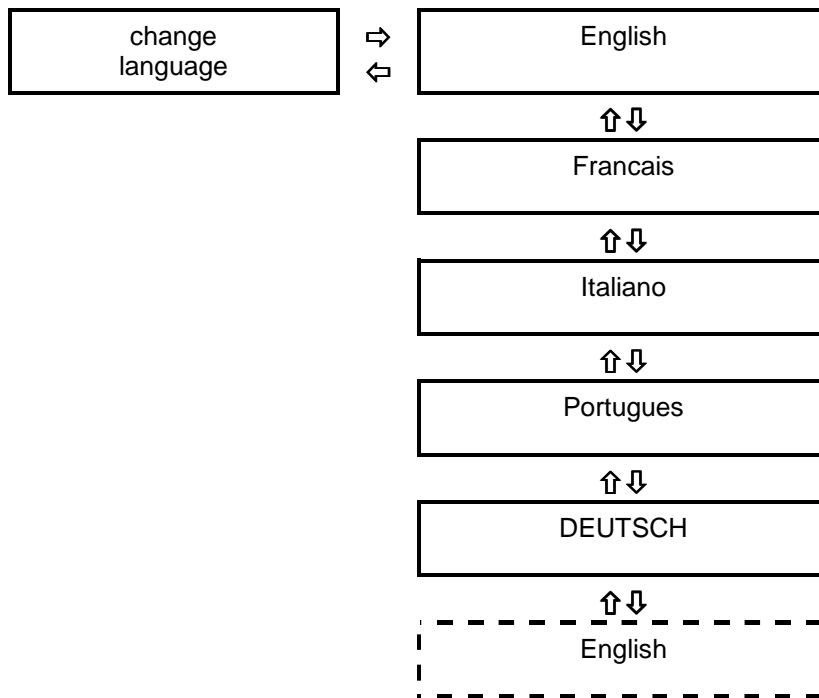 change
language
English
Francais
Italiano
Portugues
DEUTSCH
English